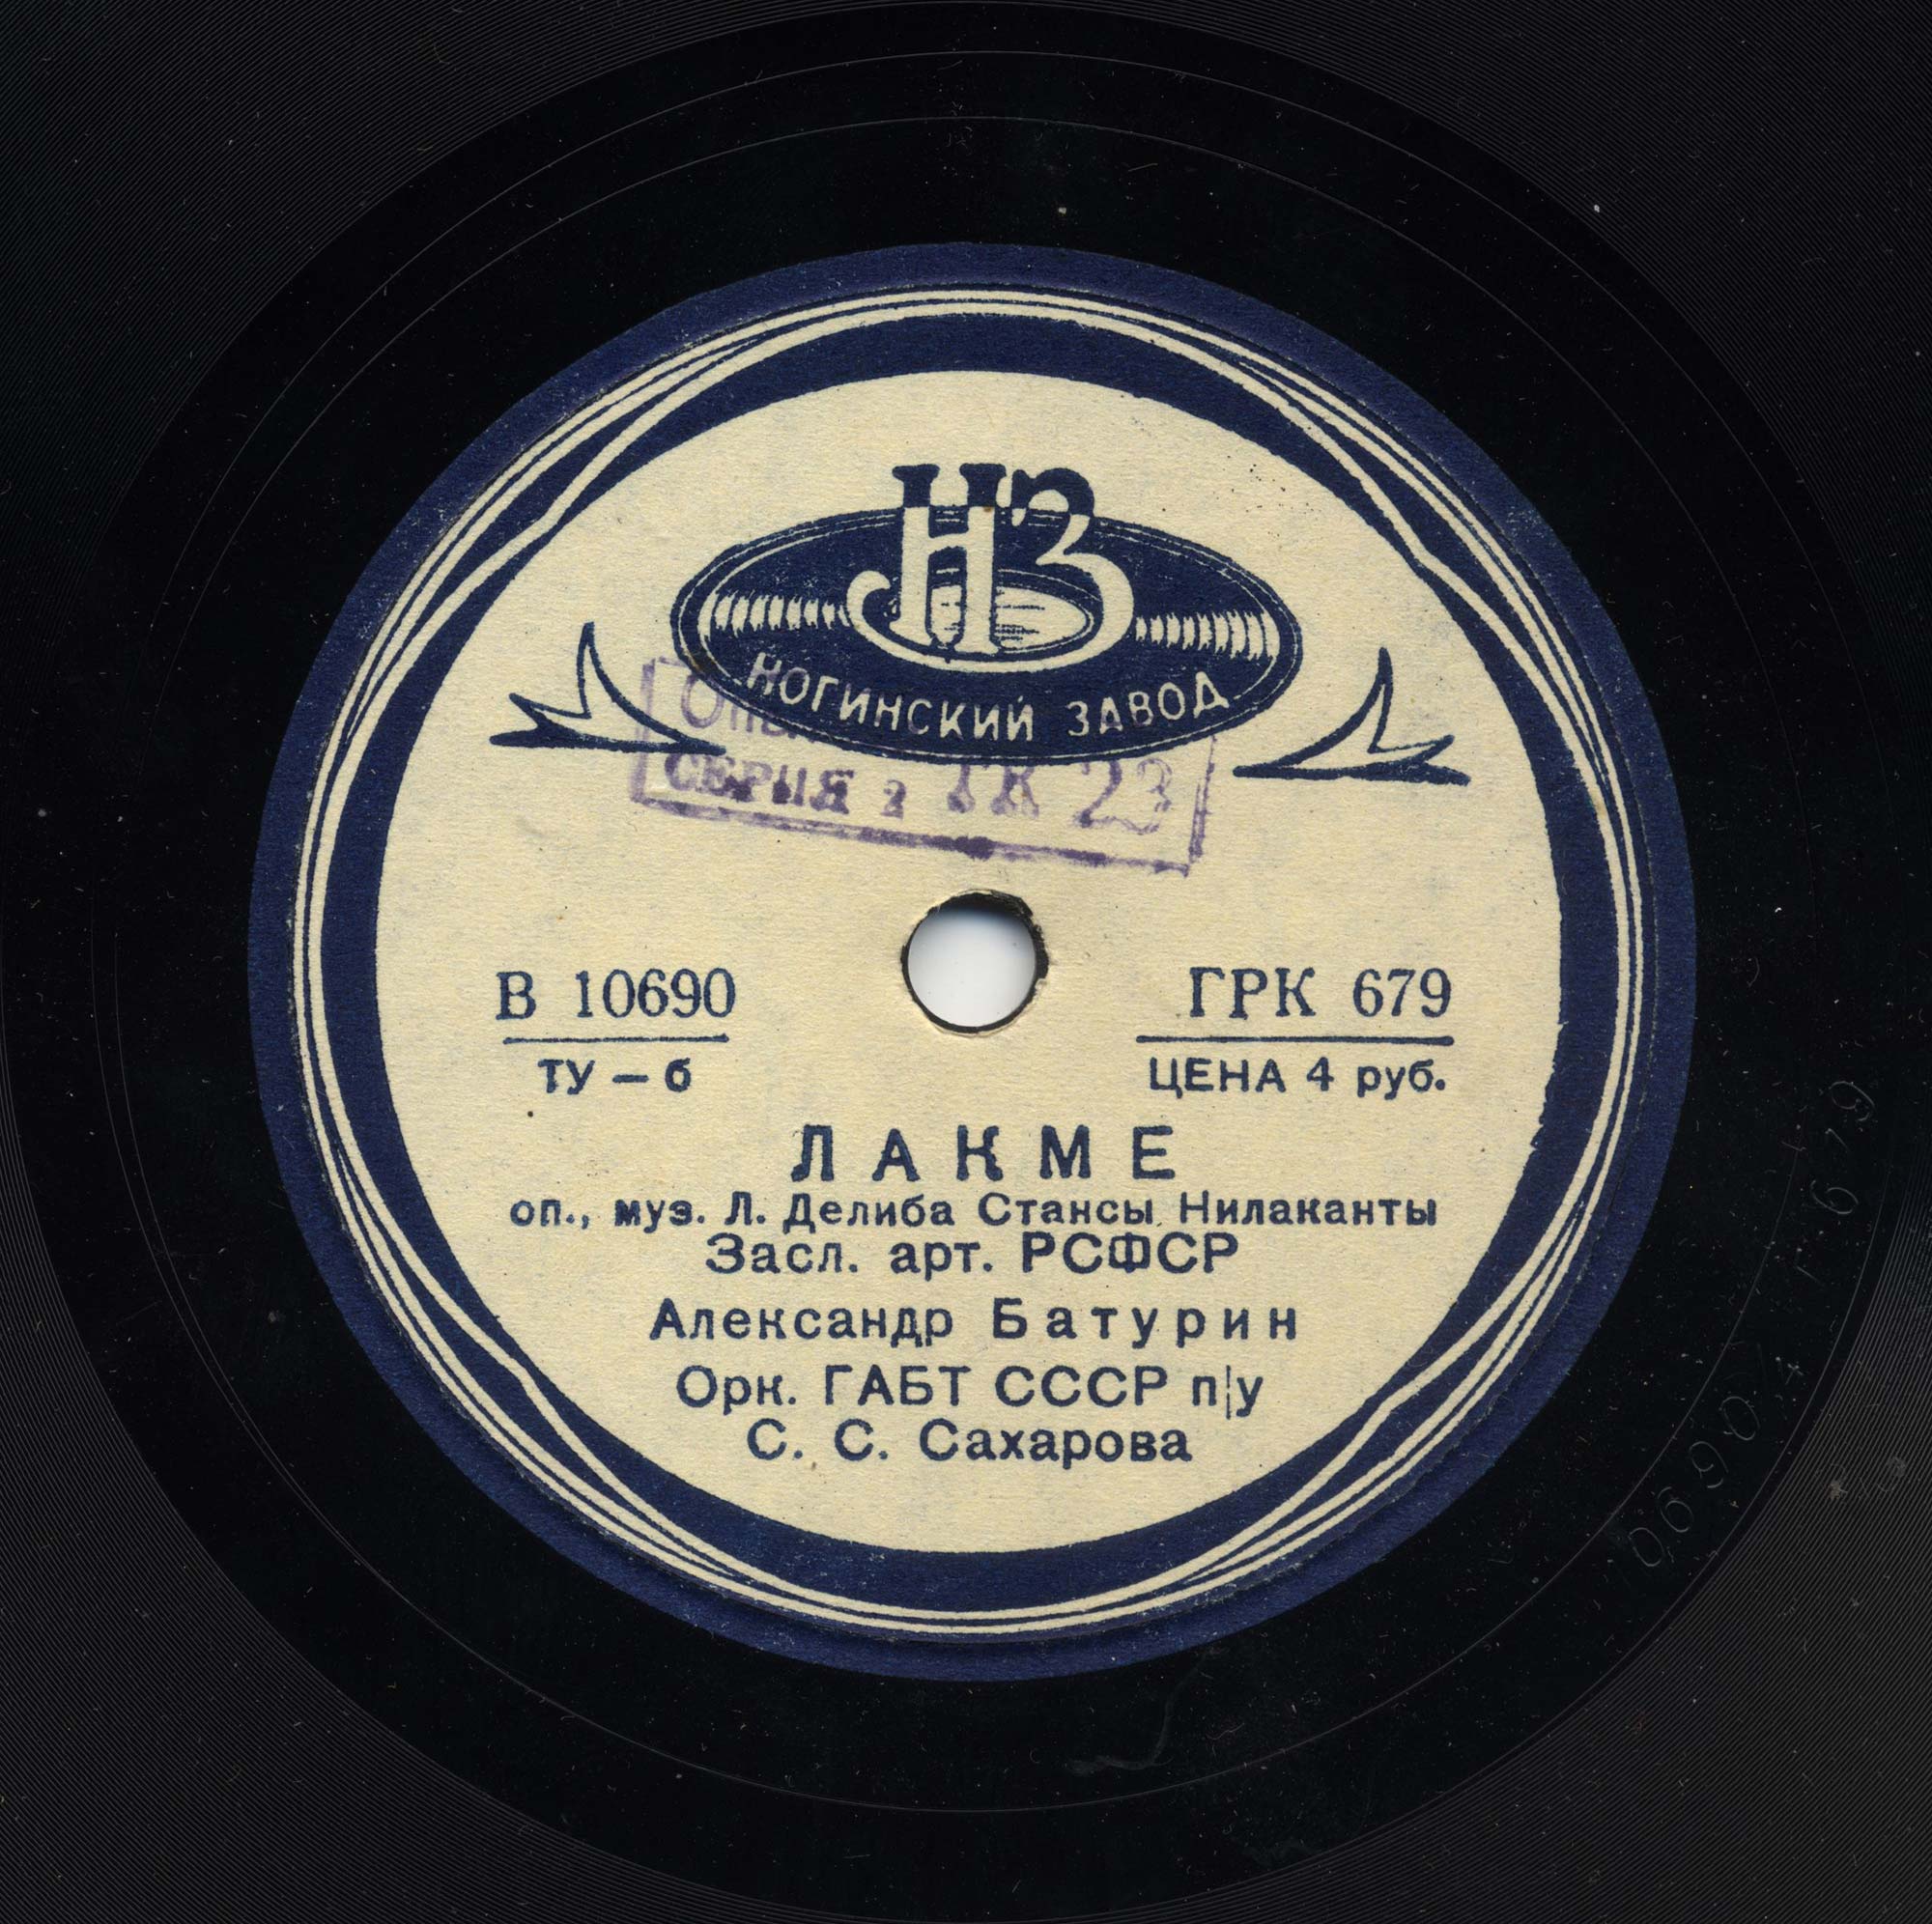 НЗ
НОГИНСКИЙ ЗАВОД
СЕРИЯ
В 10690
ГРК 679
ТУ — б
ЦЕНА 4 руб.
ЛАКМЕ
оп., муз. Л. Делиба Стансы Нилаканты
Засл. арт. РСФСР
Александр Батурин
Орк. ГАБТ СССР п/у
С. С. Сахарова